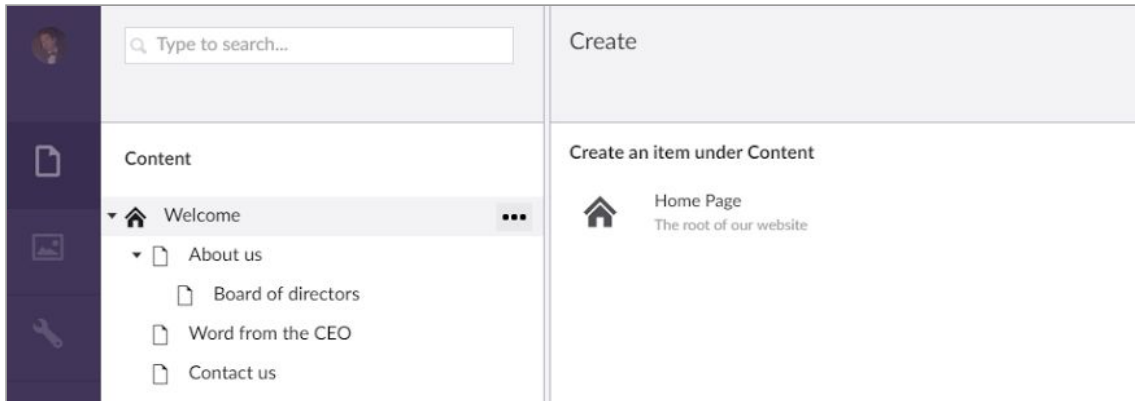 Type to search...
Content
Welcome
About us
Board of directors
Word from the CEO
Contact us
Create
Create an item under Content
Home Page
The root of our website